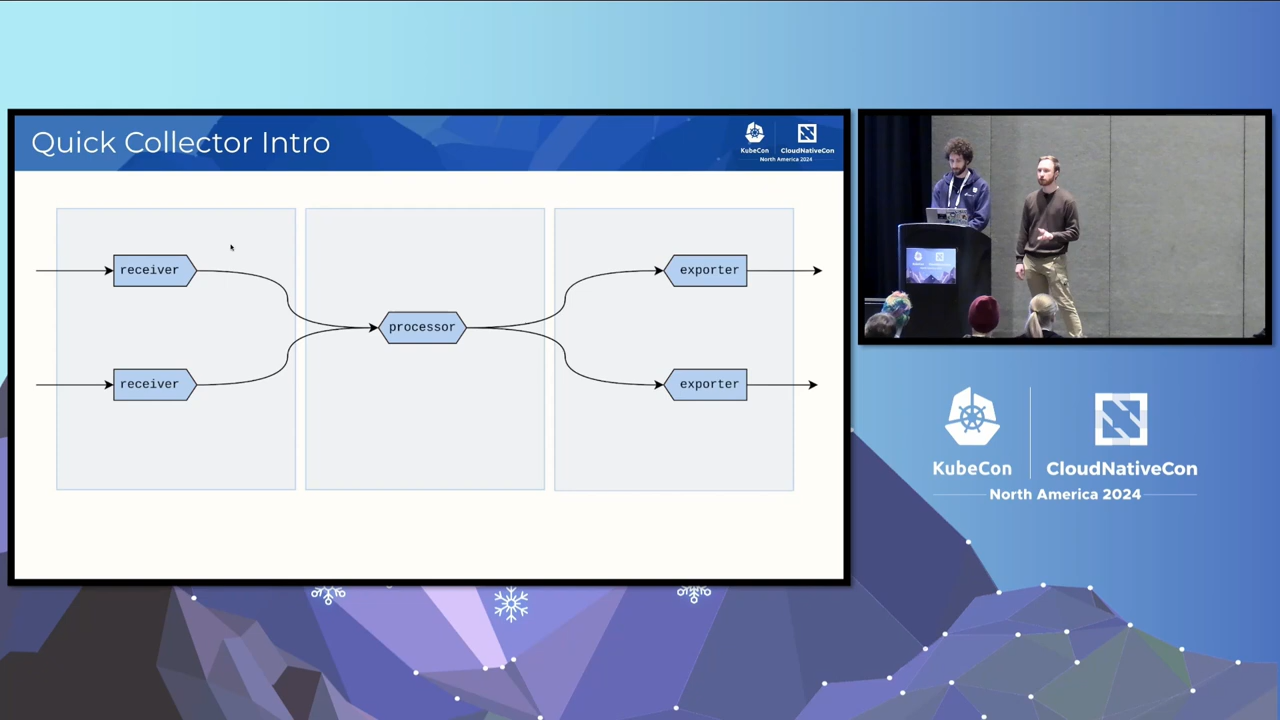 Quick Collector Intro
KubeCon
CloudNativeCon
North America 2024
receiver
exporter
processor
receiver
exporter
KubeCon
CloudNativeCon
North America 2024